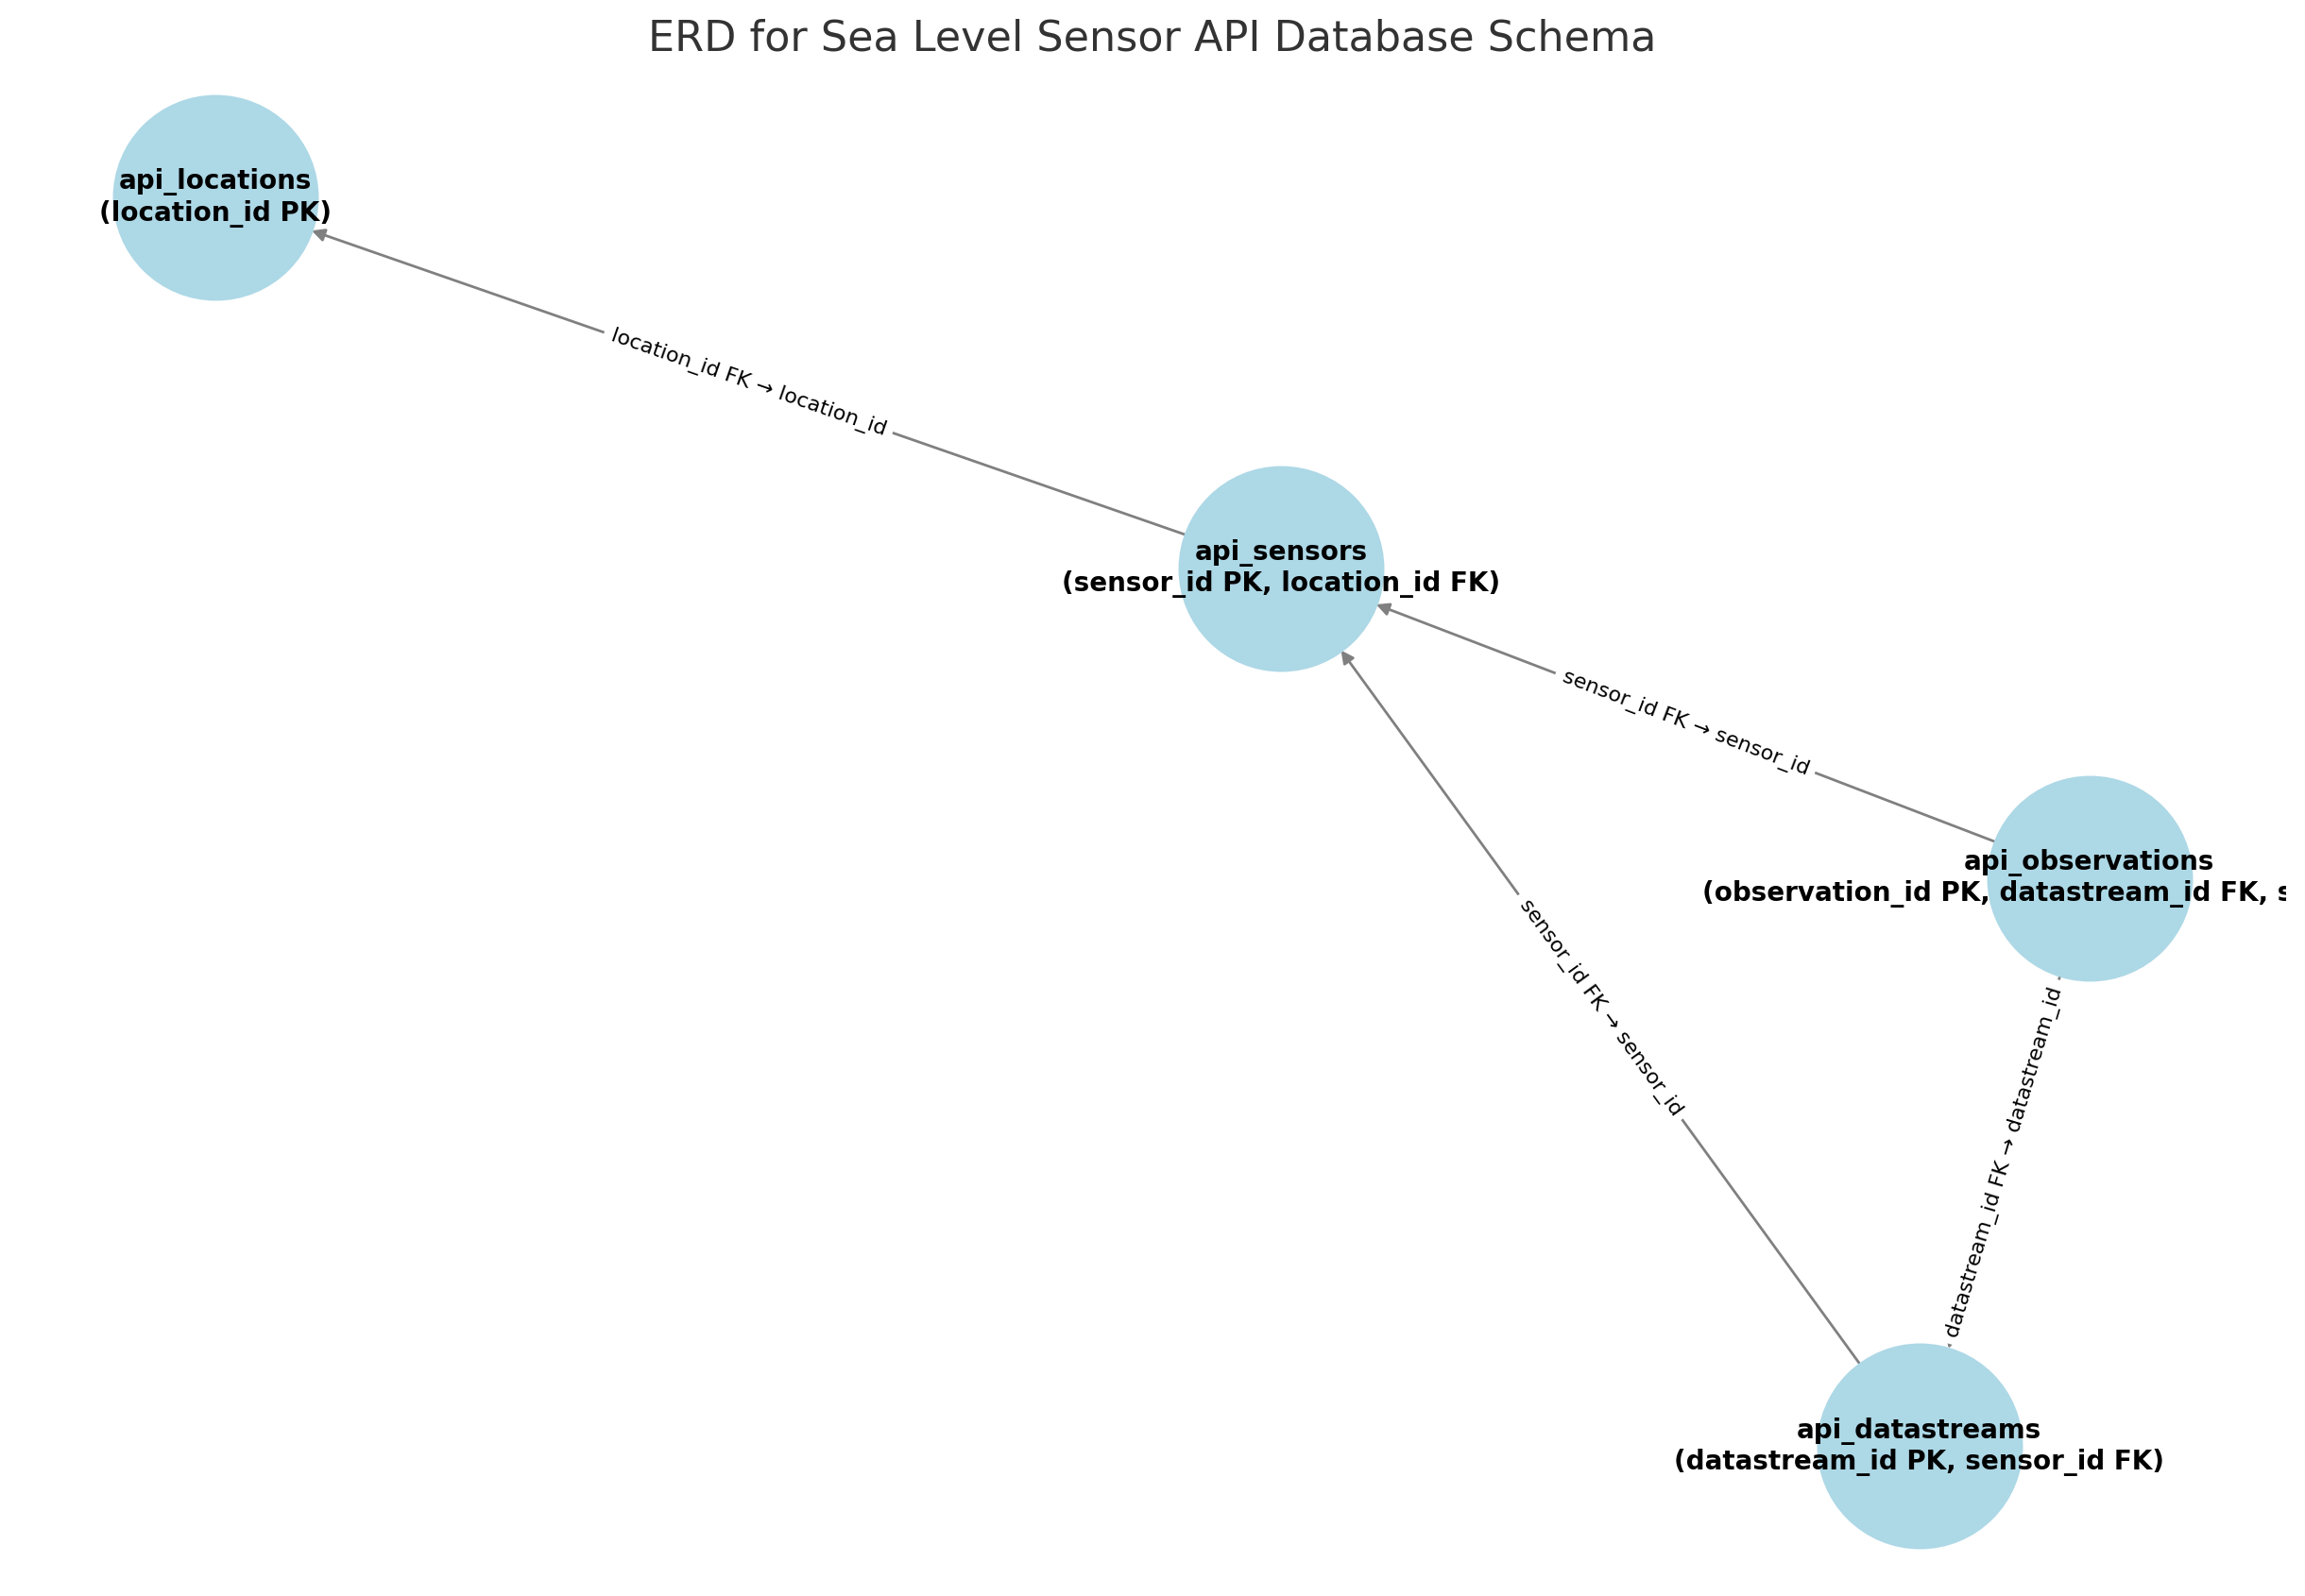 ERD for Sea Level Sensor API Database Schema
api_locations
(location_id PK)
location_id FK → location_id
api_sensors
(sensor_id PK, location_id FK)
sensor_id FK → sensor_id
api_observations
(observation_id PK, datastream_id FK, s
sensor_id FK → sensor_id
datastream_id FK → datastream_id
api_datastreams
(datastream_id PK, sensor_id FK)